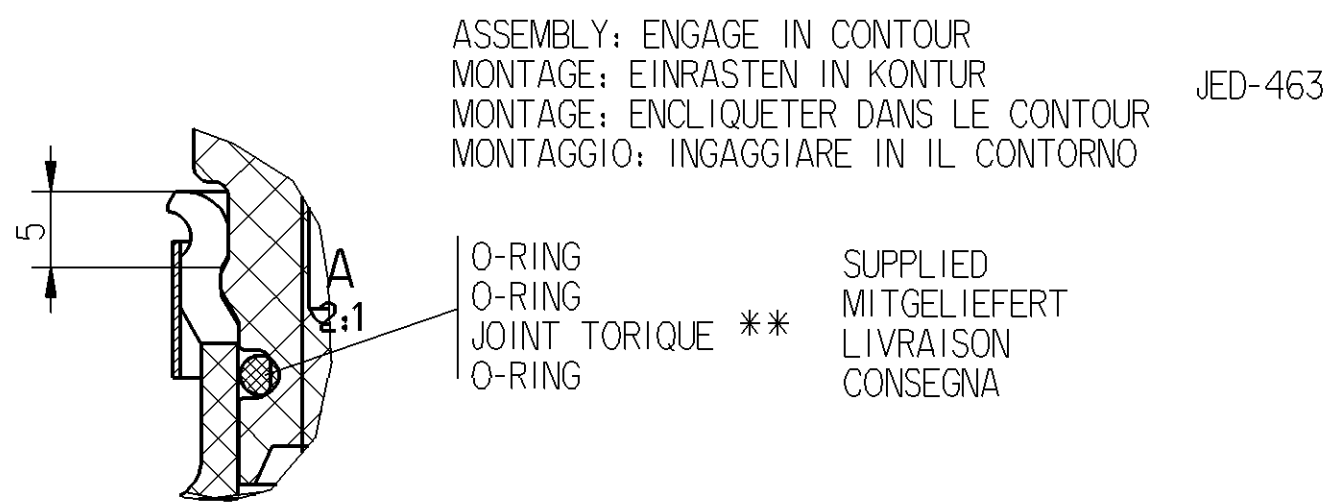 ASSEMBLY: ENGAGE IN CONTOUR
MONTAGE: EINRASTEN IN KONTUR
MONTAGE: ENCLIQUETER DANS LE CONTOUR
MONTAGGIO: INGAGGIARE IN IL CONTORNO
JED-463
5
A
2:1
O-RING
O-RING
JOINT TORIQUE **
O-RING
SUPPLIED
MITGELIEFERT
LIVRAISON
CONSEGNA